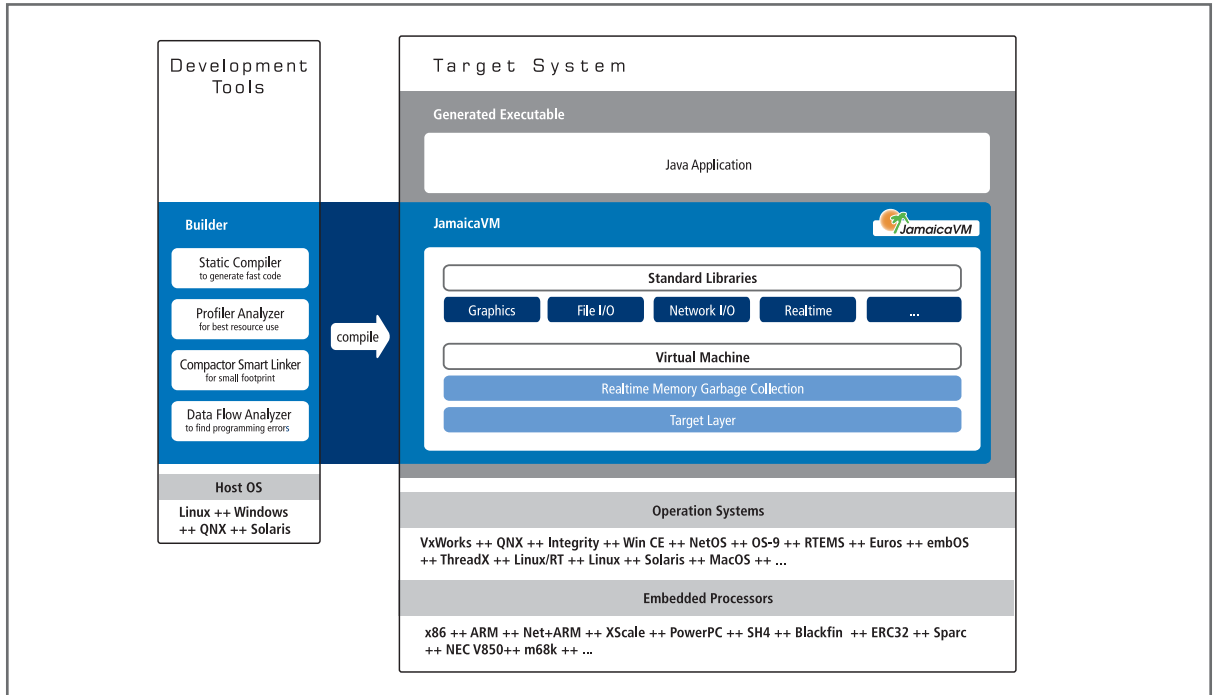 Development
Tools
Builder
Static Compiler
to generate fast code
Profiler Analyzer
for best resource use
Compactor Smart Linker
for small footprint
Data Flow Analyzer
to find programming errors
Host OS
Linux ++ Windows
++ QNX ++ Solaris
compile
Target System
Generated Executable
Java Application
JamaicaVM
JamaicaVM
Standard Libraries
Graphics
File I/O
Network I/O
Realtime
...
Virtual Machine
Realtime Memory Garbage Collection
Target Layer
Operation Systems
VxWorks ++ QNX ++ Integrity ++ Win CE ++ NetOS ++ OS-9 ++ RTEMS ++ Euros ++ embOS
++ ThreadX ++ Linux/RT ++ Linux ++ Solaris ++ MacOS ++ ...
Embedded Processors
x86 ++ ARM ++ Net+ARM ++ XScale ++ PowerPC ++ SH4 ++ Blackfin ++ ERC32 ++ Sparc
++ NEC V850++ m68k ++ ...